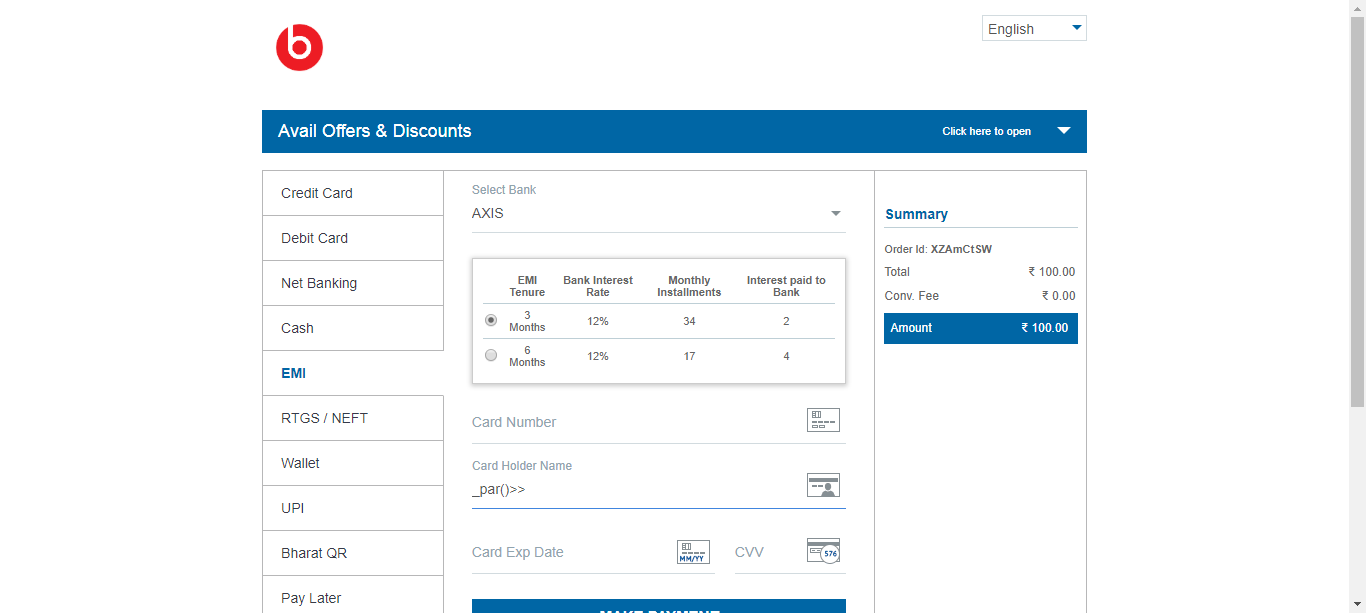 b
English
Avail Offers & Discounts
Click here to open
Credit Card
Debit Card
Net Banking
Cash
EMI
RTGS / NEFT
Wallet
UPI
Bharat QR
Pay Later
Select Bank
AXIS
EMI Tenure Bank Interest Rate Monthly Installments Interest paid to Bank
3 Months 12% 34 2
6 Months 12% 17 4
Card Number
Card Holder Name
_par()>>
Card Exp Date
MM/YY
CVV
576
MAKE PAYMENT
Summary
Order Id: XZAmCtSW
Total ₹ 100.00
Conv. Fee ₹ 0.00
Amount ₹ 100.00